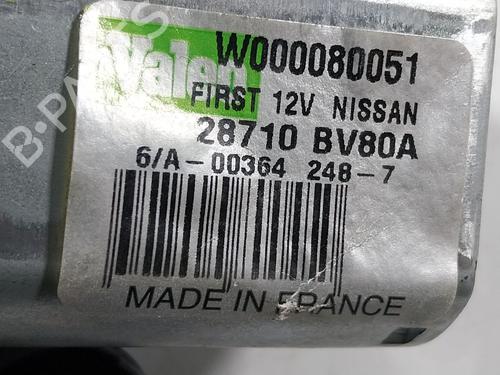 Valeo
W000080051
FIRST 12V NISSAN
28710 BV80A
6/A-00364 248-7
MADE IN FRANCE
B-PARTS